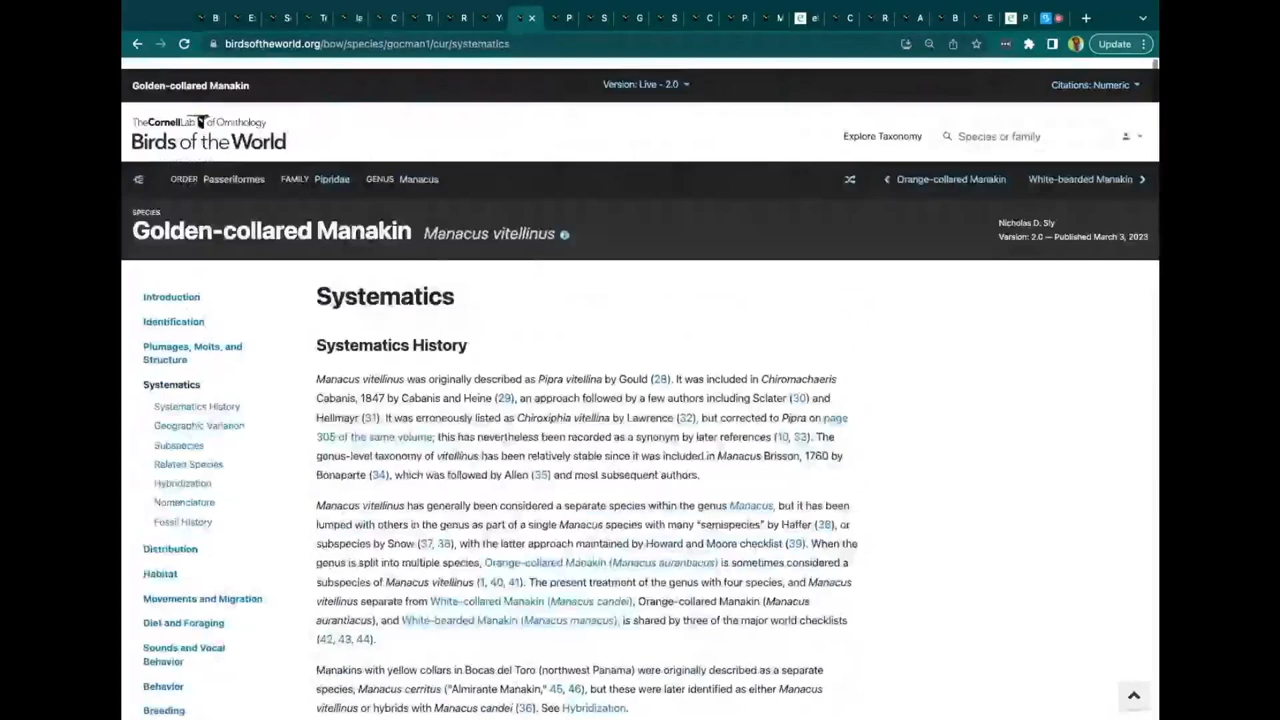 B E: S T Ia C T R Y P S G S C P M e C R A B E P
birdsoftheworld.org/bow/species/gocman1/cur/systematics Update
Golden-collared Manakin Version: Live - 2.0 Citations: Numeric
TheCornellLab of Ornithology
Birds of the World
Explore Taxonomy Species or family
ORDER Passeriformes FAMILY Pipridae GENUS Manacus Orange-collared Manakin White-bearded Manakin
SPECIES
Golden-collared Manakin Manacus vitellinus
Nicholas D. Sly
Version: 2.0 — Published March 3, 2023
Introduction
Identification
Plumages, Molts, and
Structure
Systematics
Systematics History
Geographic Variation
Subspecies
Related Species
Hybridization
Nomenclature
Fossil History
Distribution
Habitat
Movements and Migration
Diet and Foraging
Sounds and Vocal
Behavior
Behavior
Breeding
Systematics
Systematics History
Manacus vitellinus was originally described as Pipra vitellina by Gould (28). It was included in Chiromachaeris
Cabanis, 1847 by Cabanis and Heine (29), an approach followed by a few authors including Sclater (30) and
Hellmayr (31). It was erroneously listed as Chiroxiphia vitellina by Lawrence (32), but corrected to Pipra on page
305 of the same volume; this has nevertheless been recorded as a synonym by later references (10, 33). The
genus-level taxonomy of vitellinus has been relatively stable since it was included in Manacus Brisson, 1760 by
Bonaparte (34), which was followed by Allen (35) and most subsequent authors.
Manacus vitellinus has generally been considered a separate species within the genus Manacus, but it has been
lumped with others in the genus as part of a single Manacus species with many "semispecies" by Haffer (36), or
subspecies by Snow (37, 38), with the latter approach maintained by Howard and Moore checklist (39). When the
genus is split into multiple species, Orange-collared Manakin (Manacus aurantiacus) is sometimes considered a
subspecies of Manacus vitellinus (1, 40, 41). The present treatment of the genus with four species, and Manacus
vitellinus separate from White-collared Manakin (Manacus candei), Orange-collared Manakin (Manacus
aurantiacus), and White-bearded Manakin (Manacus manacus), is shared by three of the major world checklists
(42, 43, 44).
Manakins with yellow collars in Bocas del Toro (northwest Panama) were originally described as a separate
species, Manacus cerritus ("Almirante Manakin," 45, 46), but these were later identified as either Manacus
vitellinus or hybrids with Manacus candei (36). See Hybridization.